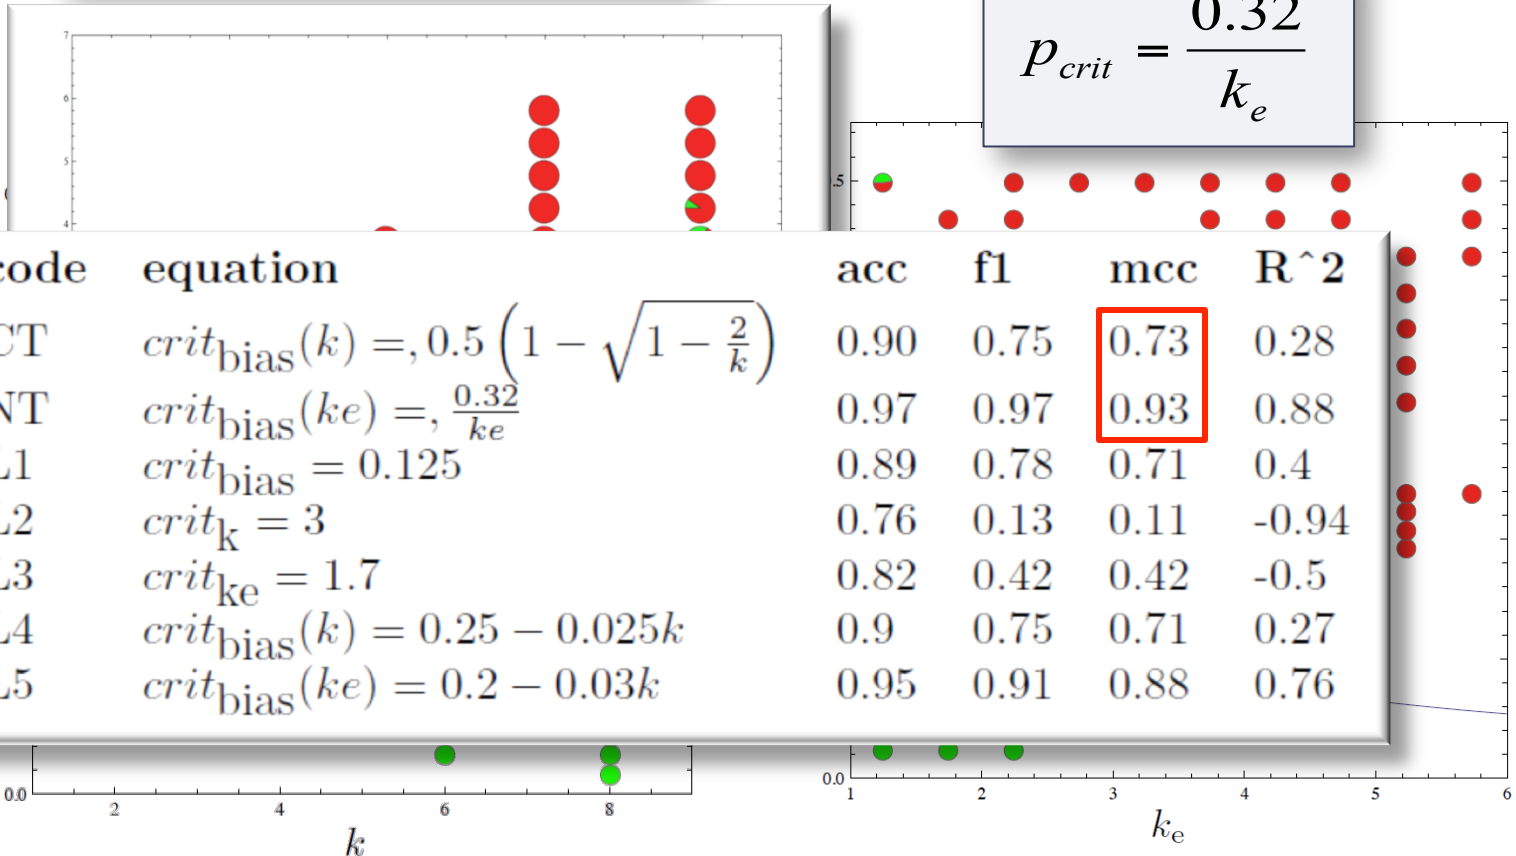 p_crit = 0.32 / k_e
7
6
5
4
.5
code equation acc f1 mcc R^2
CT crit_bias(k) =, 0.5 (1 − √(1 − 2/k)) 0.90 0.75 0.73 0.28
NT crit_bias(ke) =, 0.32/ke 0.97 0.97 0.93 0.88
L1 crit_bias = 0.125 0.89 0.78 0.71 0.4
L2 crit_k = 3 0.76 0.13 0.11 -0.94
L3 crit_ke = 1.7 0.82 0.42 0.42 -0.5
L4 crit_bias(k) = 0.25 − 0.025k 0.9 0.75 0.71 0.27
L5 crit_bias(ke) = 0.2 − 0.03k 0.95 0.91 0.88 0.76
0.0
2 4 6 8
k
0.0
1 2 3 4 5 6
k_e